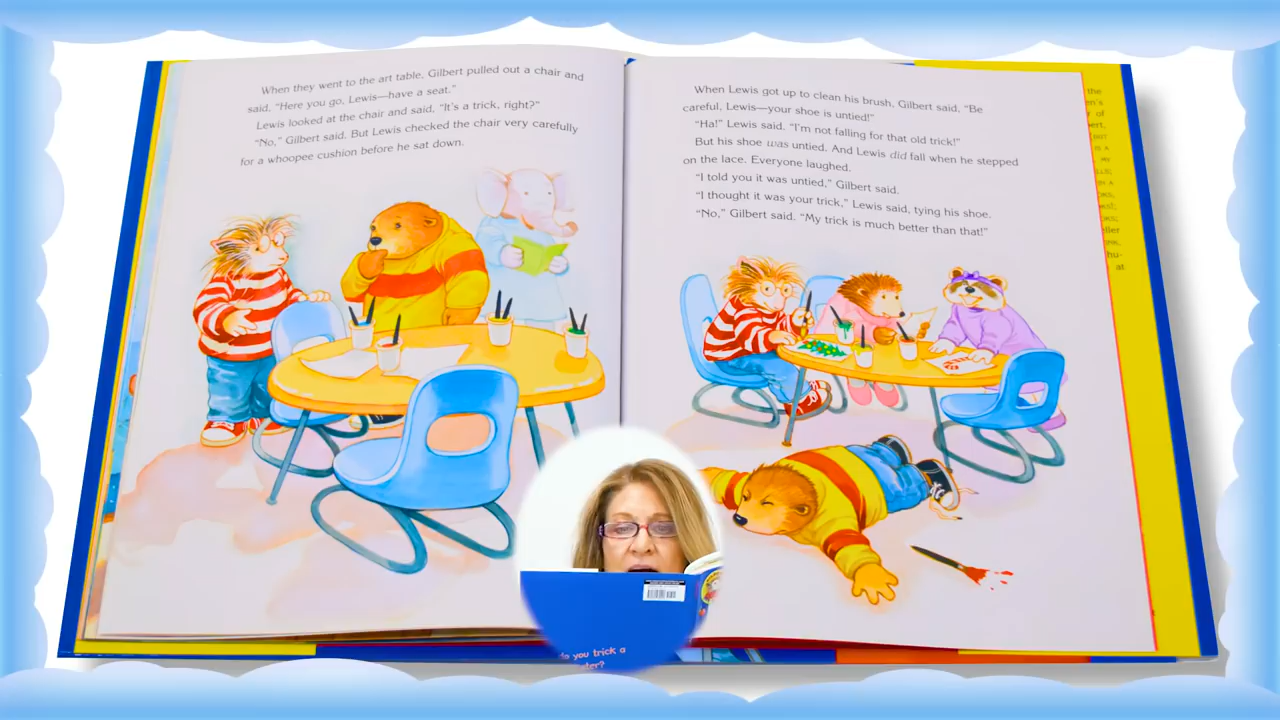 When they went to the art table, Gilbert pulled out a chair and
said, "Here you go, Lewis—have a seat."
Lewis looked at the chair and said, "It's a trick, right?"
"No," Gilbert said. But Lewis checked the chair very carefully
for a whoopee cushion before he sat down.
When Lewis got up to clean his brush, Gilbert said, "Be
careful, Lewis—your shoe is untied!"
"Ha!" Lewis said. "I'm not falling for that old trick!"
But his shoe was untied. And Lewis did fall when he stepped
on the lace. Everyone laughed.
"I told you it was untied," Gilbert said.
"I thought it was your trick," Lewis said, tying his shoe.
"No," Gilbert said. "My trick is much better than that!"
the
of
at
you trick a